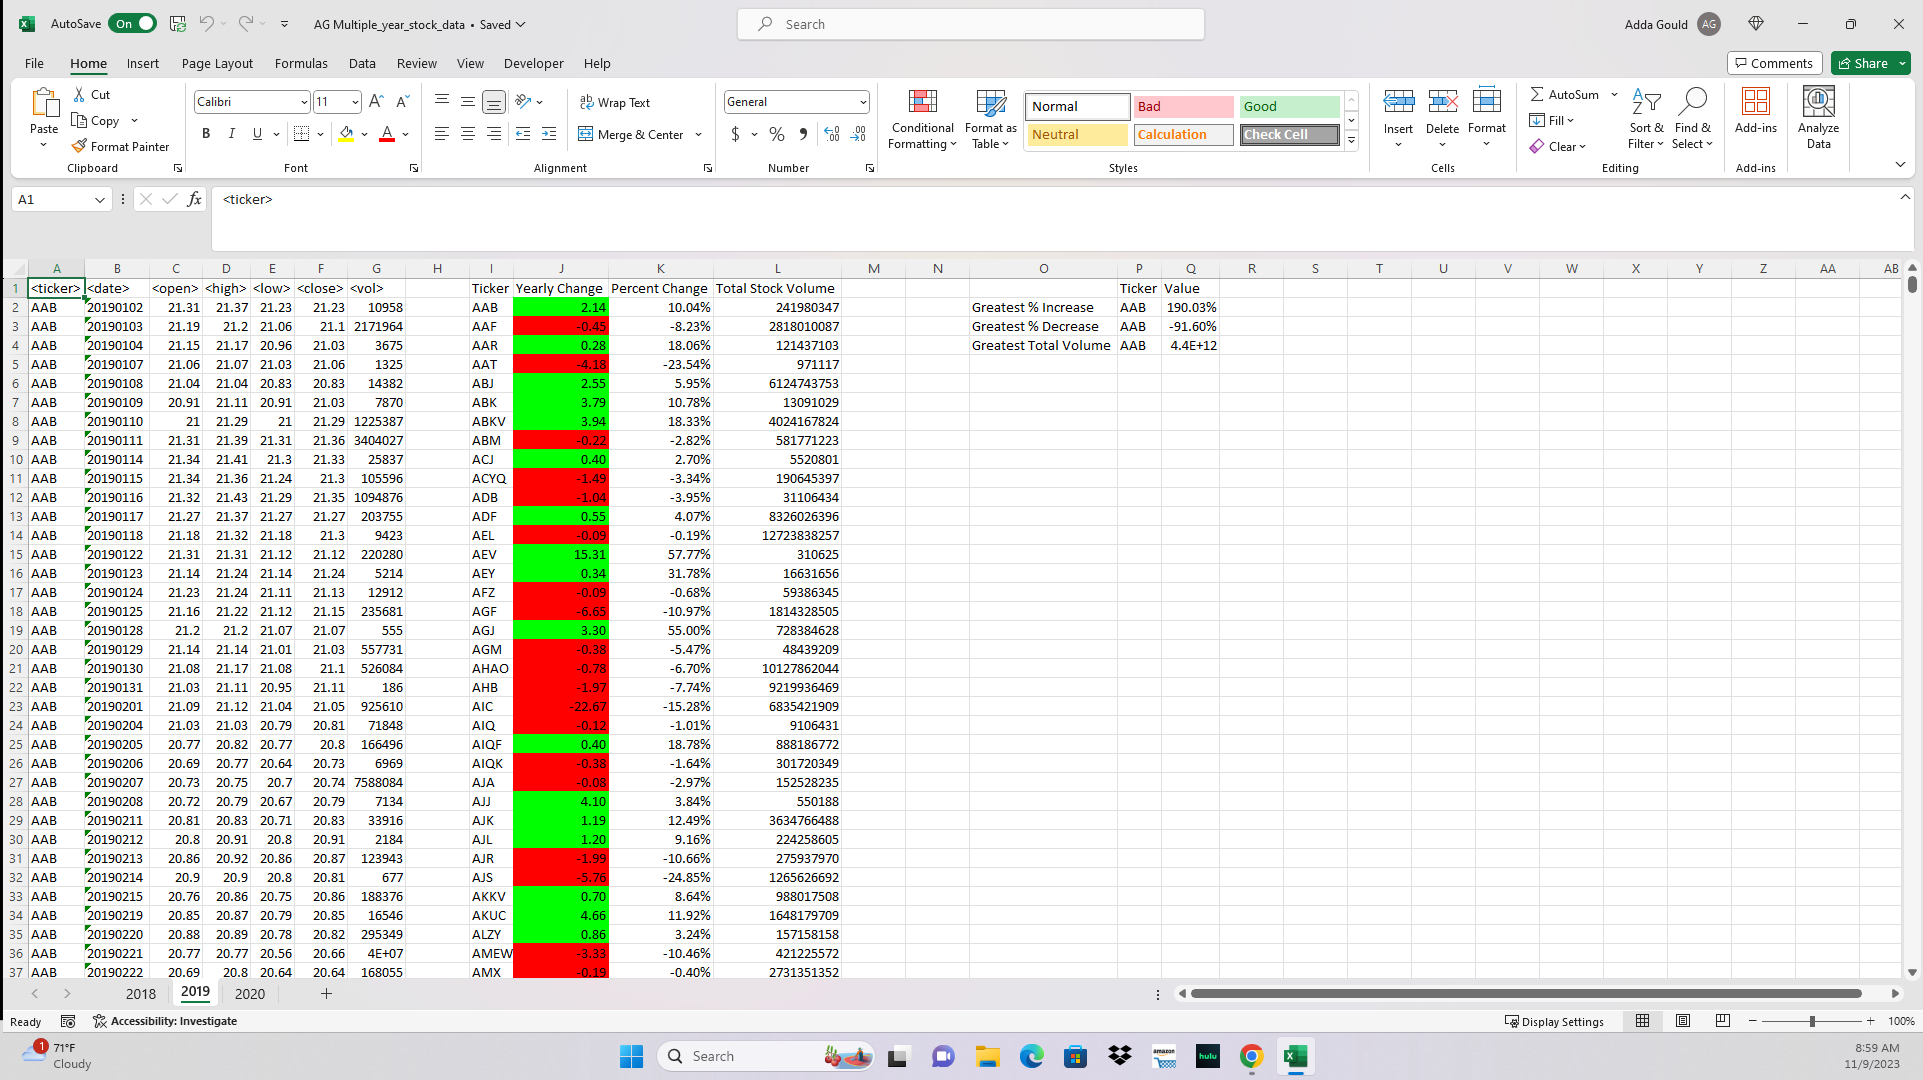 AutoSave On AG Multiple_year_stock_data • Saved Search Adda Gould AG
File Home Insert Page Layout Formulas Data Review View Developer Help Comments Share
Paste Cut Copy Format Painter Clipboard
Calibri 11 B I U A Font
Wrap Text Merge & Center Alignment
General $ % Number
Conditional Formatting Format as Table Normal Bad Good Neutral Calculation Check Cell Styles
Insert Delete Format Cells
AutoSum Fill Clear Sort & Filter Find & Select Editing
Add-ins Add-ins Analyze Data
A1 fx <ticker>
A B C D E F G H I J K L M N O P Q R S T U V W X Y Z AA AB
1 <ticker> <date> <open> <high> <low> <close> <vol> Ticker Yearly Change Percent Change Total Stock Volume Ticker Value
2 AAB 20190102 21.31 21.37 21.23 21.23 10958 AAB 2.14 10.04% 241980347 Greatest % Increase AAB 190.03%
3 AAB 20190103 21.19 21.2 21.06 21.1 2171964 AAF -0.45 -8.23% 2818010087 Greatest % Decrease AAB -91.60%
4 AAB 20190104 21.15 21.17 20.96 21.03 3675 AAR 0.28 18.06% 121437103 Greatest Total Volume AAB 4.4E+12
5 AAB 20190107 21.06 21.07 21.03 21.06 1325 AAT -4.18 -23.54% 971117
6 AAB 20190108 21.04 21.04 20.83 20.83 14382 ABJ 2.55 5.95% 6124743753
7 AAB 20190109 20.91 21.11 20.91 21.03 7870 ABK 3.79 10.78% 13091029
8 AAB 20190110 21 21.29 21 21.29 1225387 ABKV 3.94 18.33% 4024167824
9 AAB 20190111 21.31 21.39 21.31 21.36 3404027 ABM -0.22 -2.82% 581771223
10 AAB 20190114 21.34 21.41 21.3 21.33 25837 ACJ 0.40 2.70% 5520801
11 AAB 20190115 21.34 21.36 21.24 21.3 105596 ACYQ -1.49 -3.34% 190645397
12 AAB 20190116 21.32 21.43 21.29 21.35 1094876 ADB -1.04 -3.95% 31106434
13 AAB 20190117 21.27 21.37 21.27 21.27 203755 ADF 0.55 4.07% 8326026396
14 AAB 20190118 21.18 21.32 21.18 21.3 9423 AEL -0.09 -0.19% 12723838257
15 AAB 20190122 21.31 21.31 21.12 21.12 220280 AEV 15.31 57.77% 310625
16 AAB 20190123 21.14 21.24 21.14 21.24 5214 AEY 0.34 31.78% 16631656
17 AAB 20190124 21.23 21.24 21.11 21.13 12912 AFZ -0.09 -0.68% 59386345
18 AAB 20190125 21.16 21.22 21.12 21.15 235681 AGF -6.65 -10.97% 1814328505
19 AAB 20190128 21.2 21.2 21.07 21.07 555 AGJ 3.30 55.00% 728384628
20 AAB 20190129 21.14 21.14 21.01 21.03 557731 AGM -0.38 -5.47% 48439209
21 AAB 20190130 21.08 21.17 21.08 21.1 526084 AHAO -0.78 -6.70% 10127862044
22 AAB 20190131 21.03 21.11 20.95 21.11 186 AHB -1.97 -7.74% 9219936469
23 AAB 20190201 21.09 21.12 21.04 21.05 925610 AIC -22.67 -15.28% 6835421909
24 AAB 20190204 21.03 21.03 20.79 20.81 71848 AIQ -0.12 -1.01% 9106431
25 AAB 20190205 20.77 20.82 20.77 20.8 166496 AIQF 0.40 18.78% 888186772
26 AAB 20190206 20.69 20.77 20.64 20.73 6969 AIQK -0.38 -1.64% 301720349
27 AAB 20190207 20.73 20.75 20.7 20.74 7588084 AJA -0.08 -2.97% 152528235
28 AAB 20190208 20.72 20.79 20.67 20.79 7134 AJJ 4.10 3.84% 550188
29 AAB 20190211 20.81 20.83 20.71 20.83 33916 AJK 1.19 12.49% 3634766488
30 AAB 20190212 20.8 20.91 20.8 20.91 2184 AJL 1.20 9.16% 224258605
31 AAB 20190213 20.86 20.92 20.86 20.87 123943 AJR -1.99 -10.66% 275937970
32 AAB 20190214 20.9 20.9 20.8 20.81 677 AJS -5.76 -24.85% 1265626692
33 AAB 20190215 20.76 20.86 20.75 20.86 188376 AKKV 0.70 8.64% 988017508
34 AAB 20190219 20.85 20.87 20.79 20.85 16546 AKUC 4.66 11.92% 1648179709
35 AAB 20190220 20.88 20.89 20.78 20.82 295349 ALZY 0.86 3.24% 157158158
36 AAB 20190221 20.77 20.77 20.56 20.66 4E+07 AMEW -3.33 -10.46% 421225572
37 AAB 20190222 20.69 20.8 20.64 20.64 168055 AMX -0.19 -0.40% 2731351352
2018 2019 2020
Ready Accessibility: Investigate Display Settings 100%
1 71°F Cloudy Search amazon hulu 8:59 AM 11/9/2023